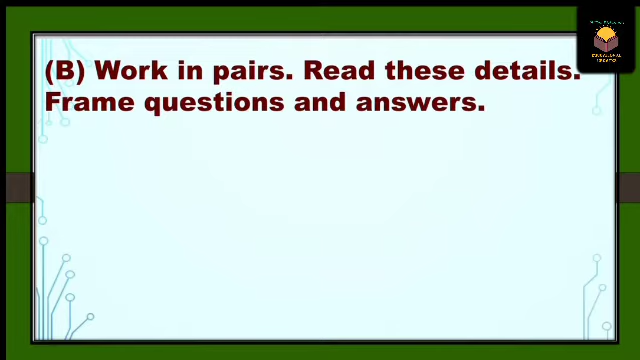 (B) Work in pairs. Read these details.
Frame questions and answers.